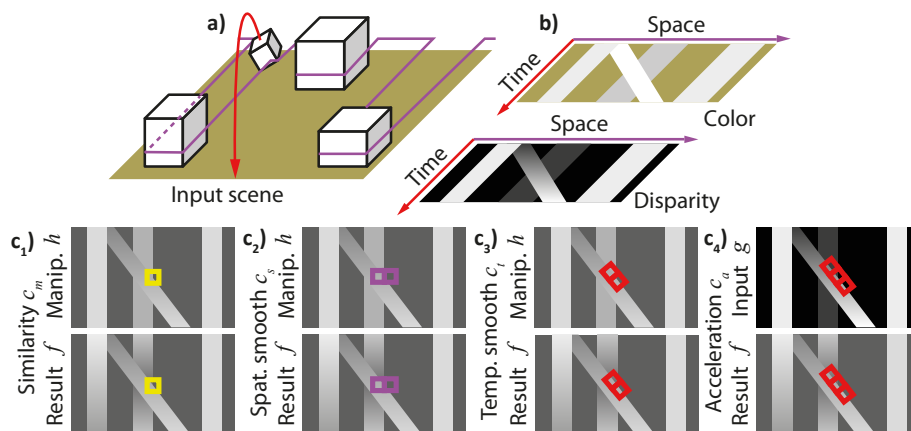 a)
Input scene
b)
Space
Time
Color
Space
Time
Disparity
c1)
Similarity cm
Manip. h
Result f
c2)
Spat. smooth cs
Manip. h
Result f
c3)
Temp. smooth ct
Manip. h
Result f
c4)
Acceleration ca
Input g
Result f